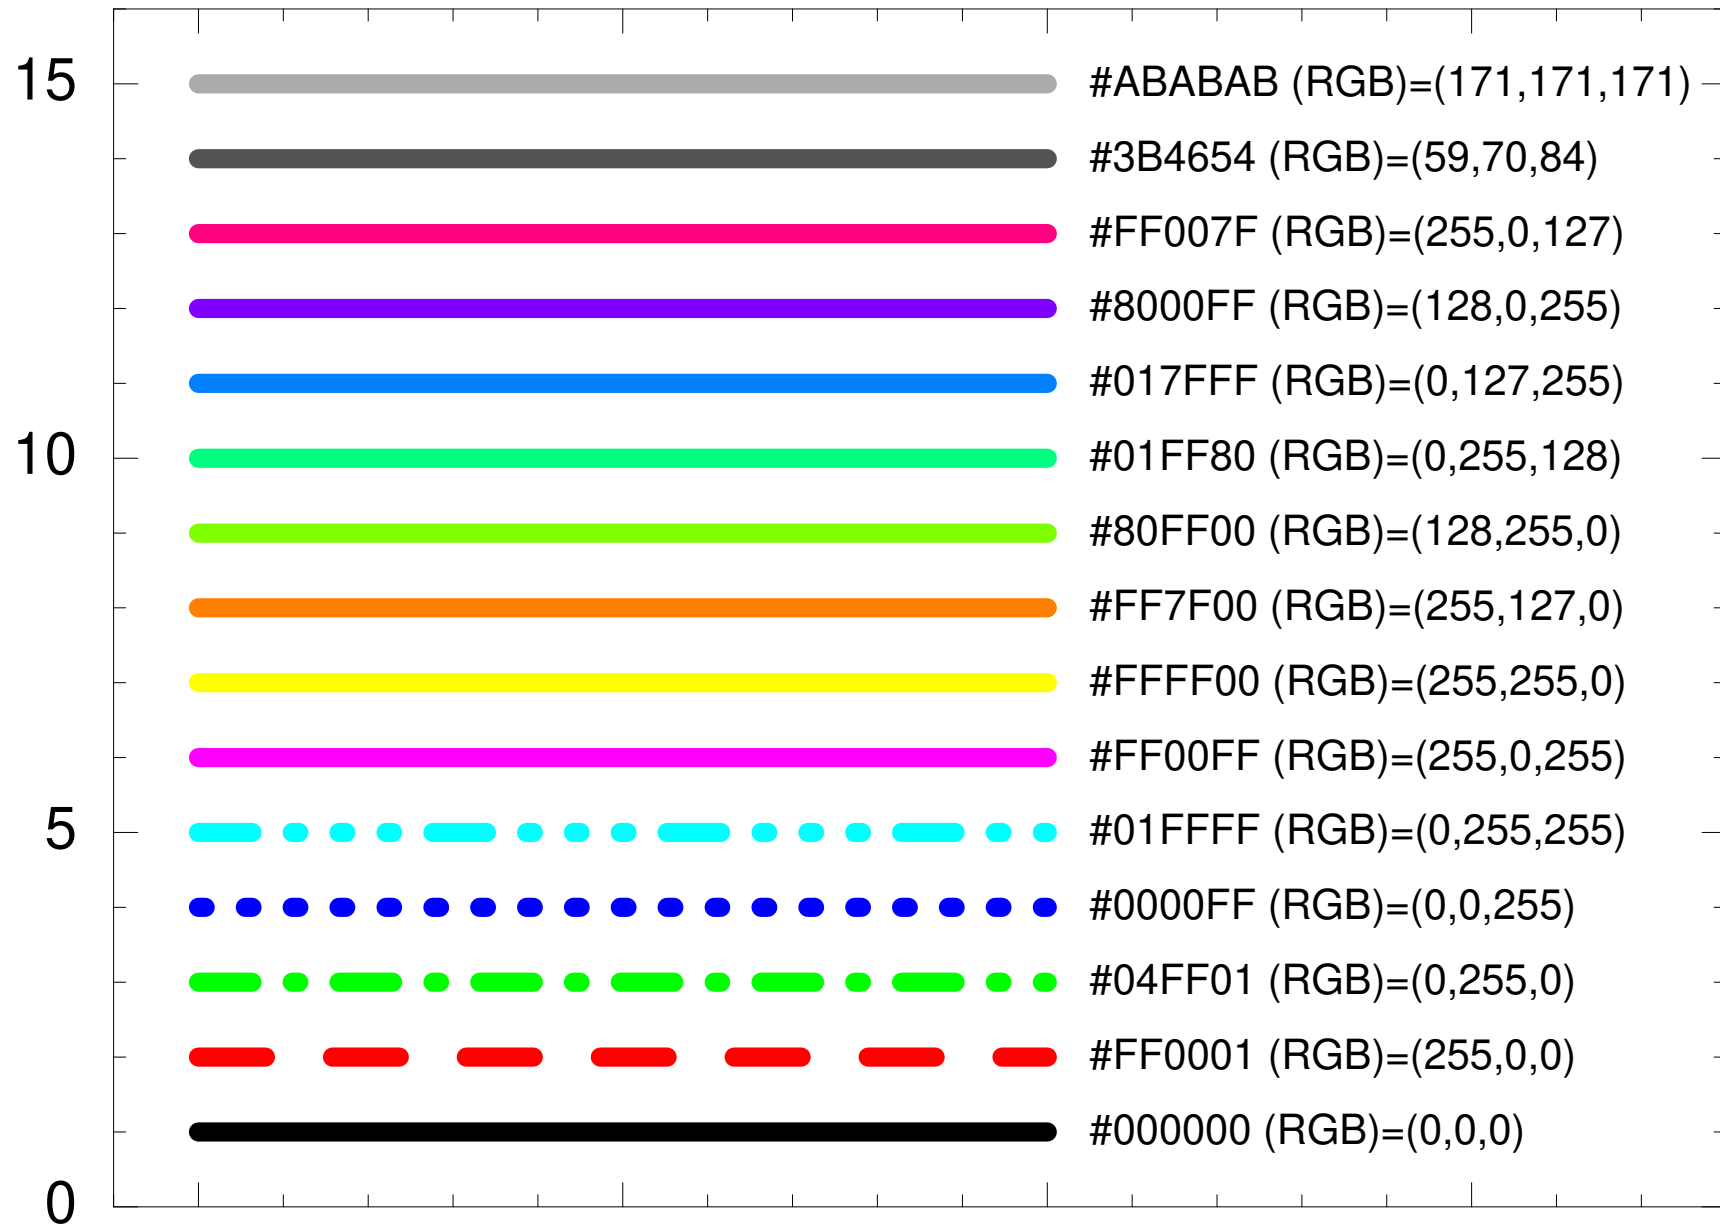 15 #ABABAB (RGB)=(171,171,171)
#3B4654 (RGB)=(59,70,84)
#FF007F (RGB)=(255,0,127)
#8000FF (RGB)=(128,0,255)
#017FFF (RGB)=(0,127,255)
10 #01FF80 (RGB)=(0,255,128)
#80FF00 (RGB)=(128,255,0)
#FF7F00 (RGB)=(255,127,0)
#FFFF00 (RGB)=(255,255,0)
#FF00FF (RGB)=(255,0,255)
5 #01FFFF (RGB)=(0,255,255)
#0000FF (RGB)=(0,0,255)
#04FF01 (RGB)=(0,255,0)
#FF0001 (RGB)=(255,0,0)
#000000 (RGB)=(0,0,0)
0